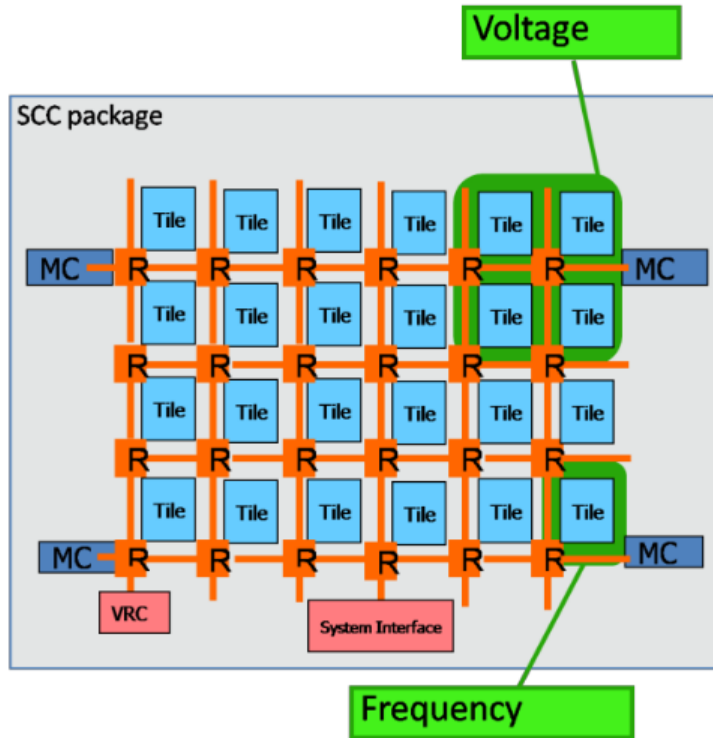 Voltage
SCC package
Tile Tile Tile Tile Tile Tile
MC R R R R R R MC
Tile Tile Tile Tile Tile Tile
R R R R R R
Tile Tile Tile Tile Tile Tile
R R R R R R
Tile Tile Tile Tile Tile Tile
MC R R R R R R MC
VRC System Interface
Frequency